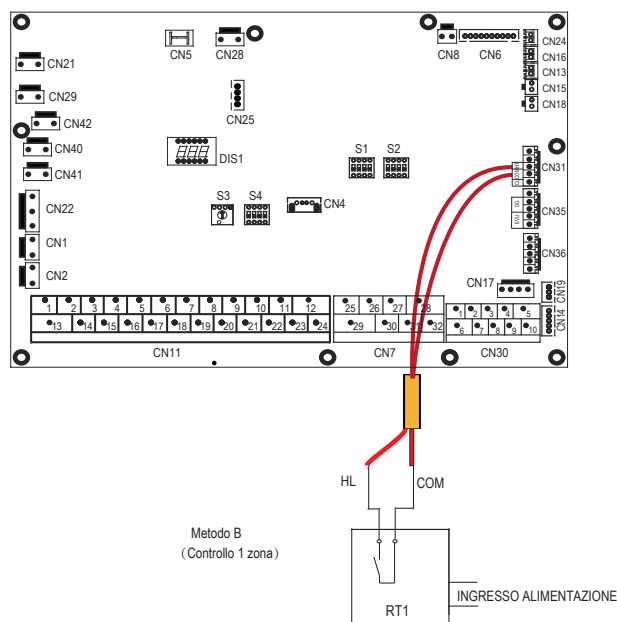 CN21
CN5
CN28
CN8
CN6
CN24
CN16
CN13
CN15
CN18
CN29
CN42
CN25
CN40
CN41
DIS1
S1
S2
CN31
CN22
S3
S4
CN4
SG
EVU
CN35
CN1
CN36
CN2
CN17
CN19
CN14
1 2 3 4 5 6 7 8 9 10 11 12
13 14 15 16 17 18 19 20 21 22 23 24
25 26 27 28
29 30 31 32
1 2 3 4 5
6 7 8 9 10
CN11
CN7
CN30
HL
COM
Metodo B
(Controllo 1 zona)
INGRESSO ALIMENTAZIONE
RT1